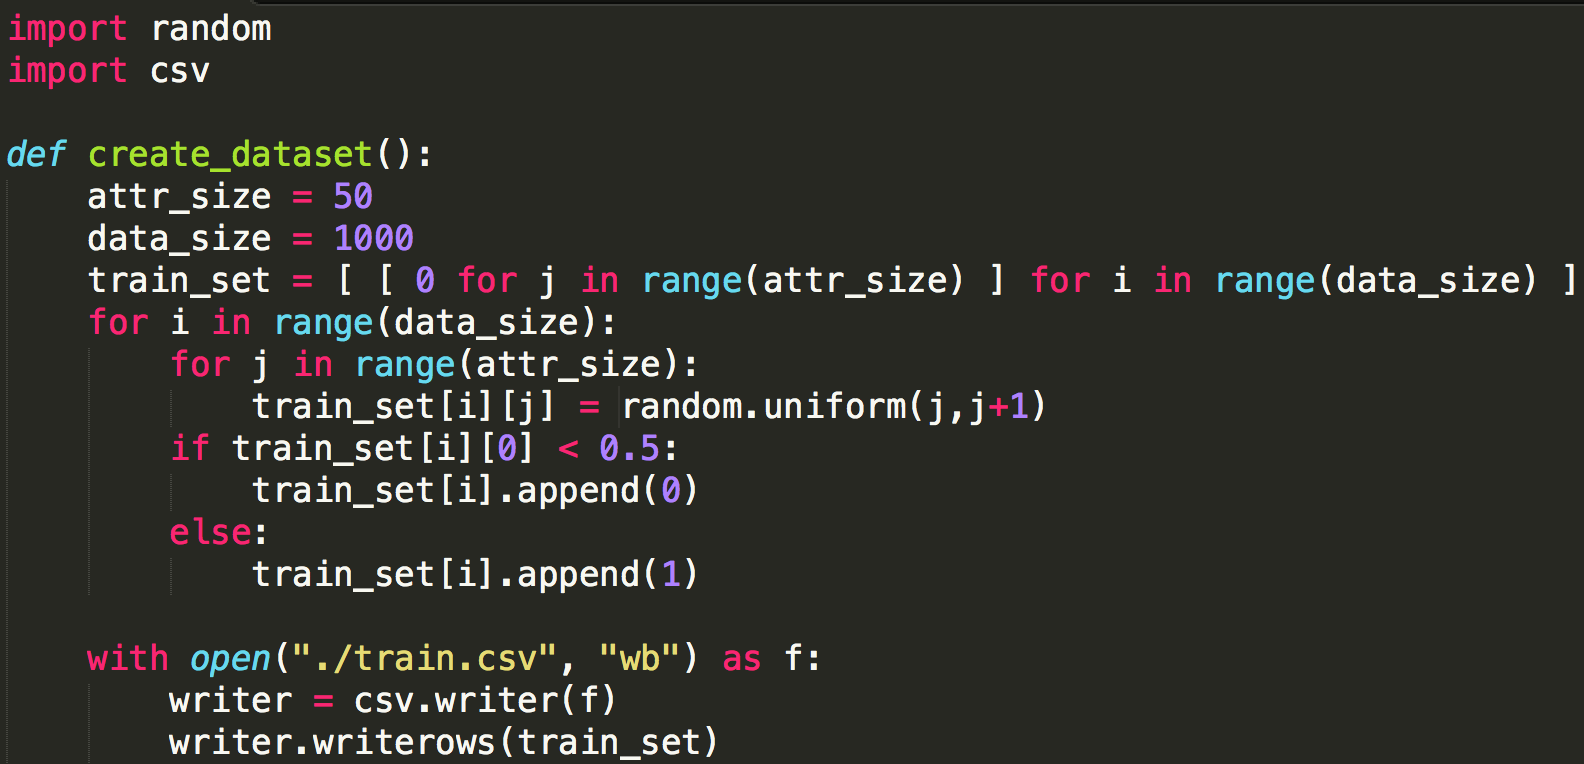 import random
import csv
def create_dataset():
    attr_size = 50
    data_size = 1000
    train_set = [ [ 0 for j in range(attr_size) ] for i in range(data_size) ]
    for i in range(data_size):
        for j in range(attr_size):
            train_set[i][j] = random.uniform(j,j+1)
        if train_set[i][0] < 0.5:
            train_set[i].append(0)
        else:
            train_set[i].append(1)
    with open("./train.csv", "wb") as f:
        writer = csv.writer(f)
        writer.writerows(train_set)